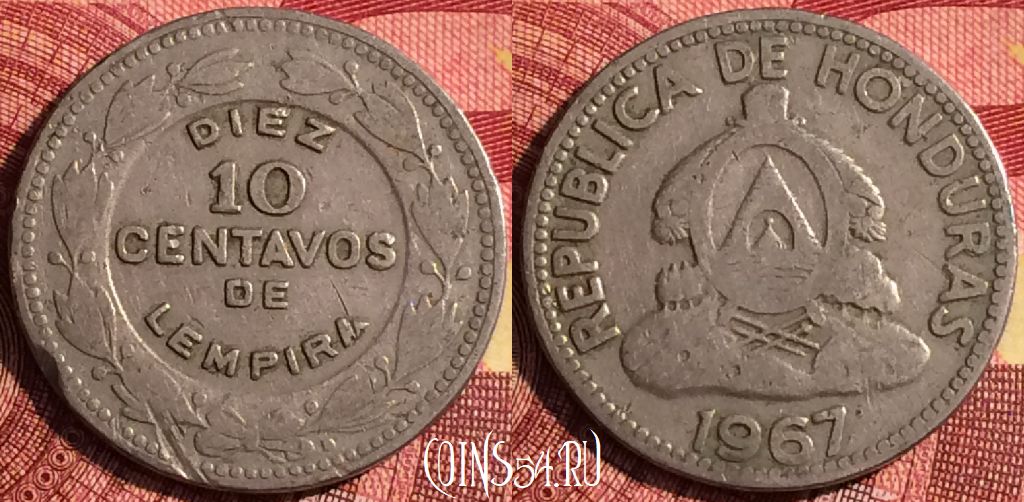 DIEZ
10
CENTAVOS
DE
LEMPIRA
REPUBLICA DE HONDURAS
1967
COINS54.RU